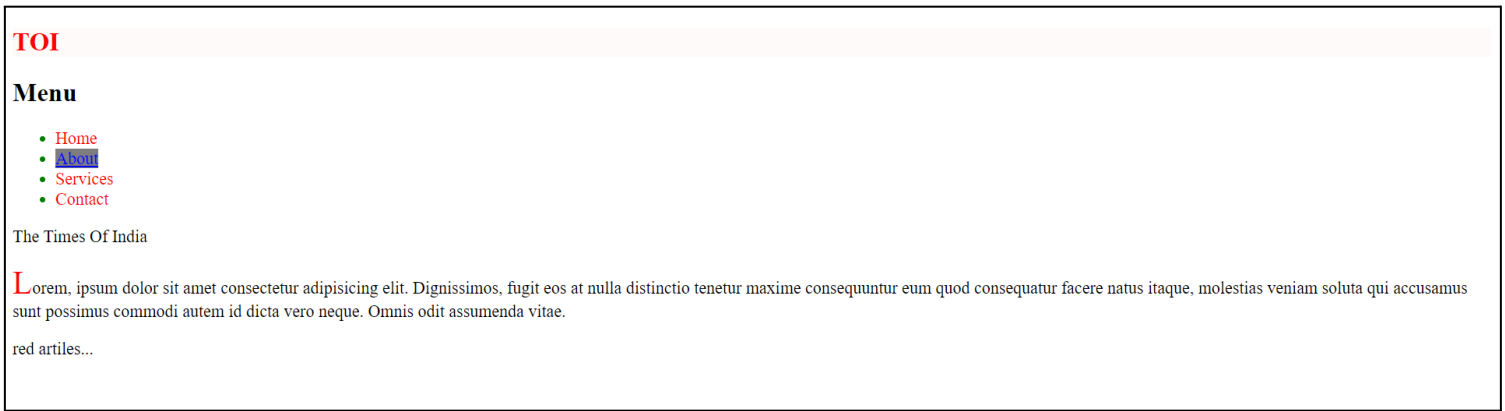 TOI
Menu
Home
About
Services
Contact
The Times Of India
Lorem, ipsum dolor sit amet consectetur adipisicing elit. Dignissimos, fugit eos at nulla distinctio tenetur maxime consequuntur eum quod consequatur facere natus itaque, molestias veniam soluta qui accusamus
sunt possimus commodi autem id dicta vero neque. Omnis odit assumenda vitae.
red artiles...